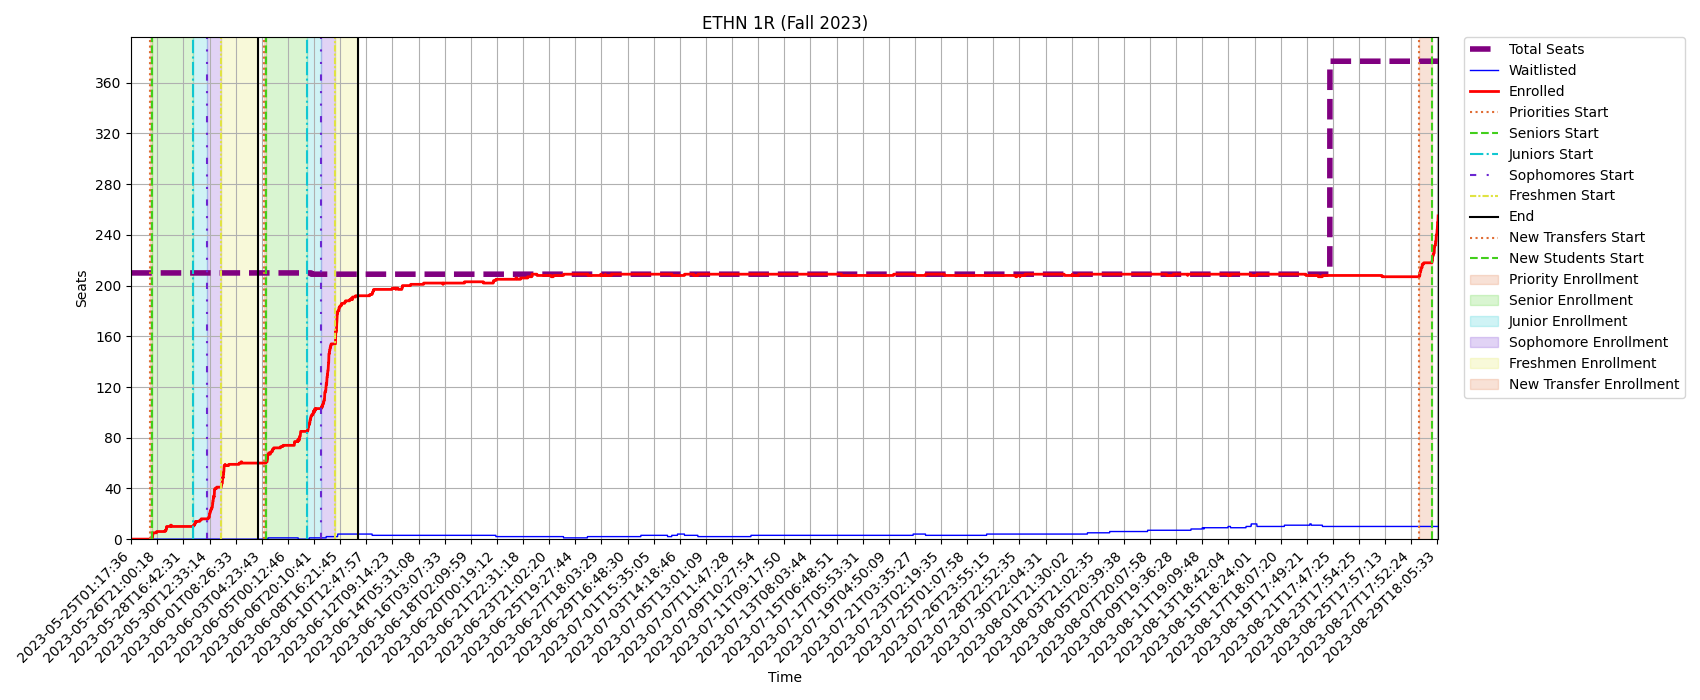 ETHN 1R (Fall 2023)
Seats
360
320
280
240
200
160
120
80
40
0
2023-05-25T01:17:36
2023-05-26T21:00:18
2023-05-28T16:42:31
2023-05-30T12:33:14
2023-06-01T08:26:33
2023-06-03T04:23:45
2023-06-05T00:12:46
2023-06-06T20:10:41
2023-06-08T16:21:45
2023-06-10T12:47:57
2023-06-12T09:14:23
2023-06-14T05:31:08
2023-06-16T03:07:33
2023-06-18T02:09:59
2023-06-20T00:19:12
2023-06-21T22:31:18
2023-06-23T21:02:20
2023-06-25T19:27:44
2023-06-27T18:03:29
2023-06-29T16:48:30
2023-07-01T15:35:05
2023-07-03T14:18:46
2023-07-05T13:01:09
2023-07-07T11:47:28
2023-07-09T10:27:54
2023-07-11T09:17:50
2023-07-13T08:03:44
2023-07-15T06:48:51
2023-07-17T05:53:31
2023-07-19T04:50:09
2023-07-21T03:35:27
2023-07-23T02:19:35
2023-07-25T01:07:58
2023-07-26T23:55:15
2023-07-28T22:52:35
2023-07-30T22:04:31
2023-08-01T21:30:02
2023-08-03T21:02:35
2023-08-05T20:39:38
2023-08-07T20:07:58
2023-08-09T19:36:28
2023-08-11T19:09:48
2023-08-13T18:42:04
2023-08-15T18:24:01
2023-08-17T18:07:20
2023-08-19T17:49:21
2023-08-21T17:47:25
2023-08-23T17:54:25
2023-08-25T17:57:13
2023-08-27T17:52:24
2023-08-29T18:05:33
Time
Total Seats
Waitlisted
Enrolled
Priorities Start
Seniors Start
Juniors Start
Sophomores Start
Freshmen Start
End
New Transfers Start
New Students Start
Priority Enrollment
Senior Enrollment
Junior Enrollment
Sophomore Enrollment
Freshmen Enrollment
New Transfer Enrollment